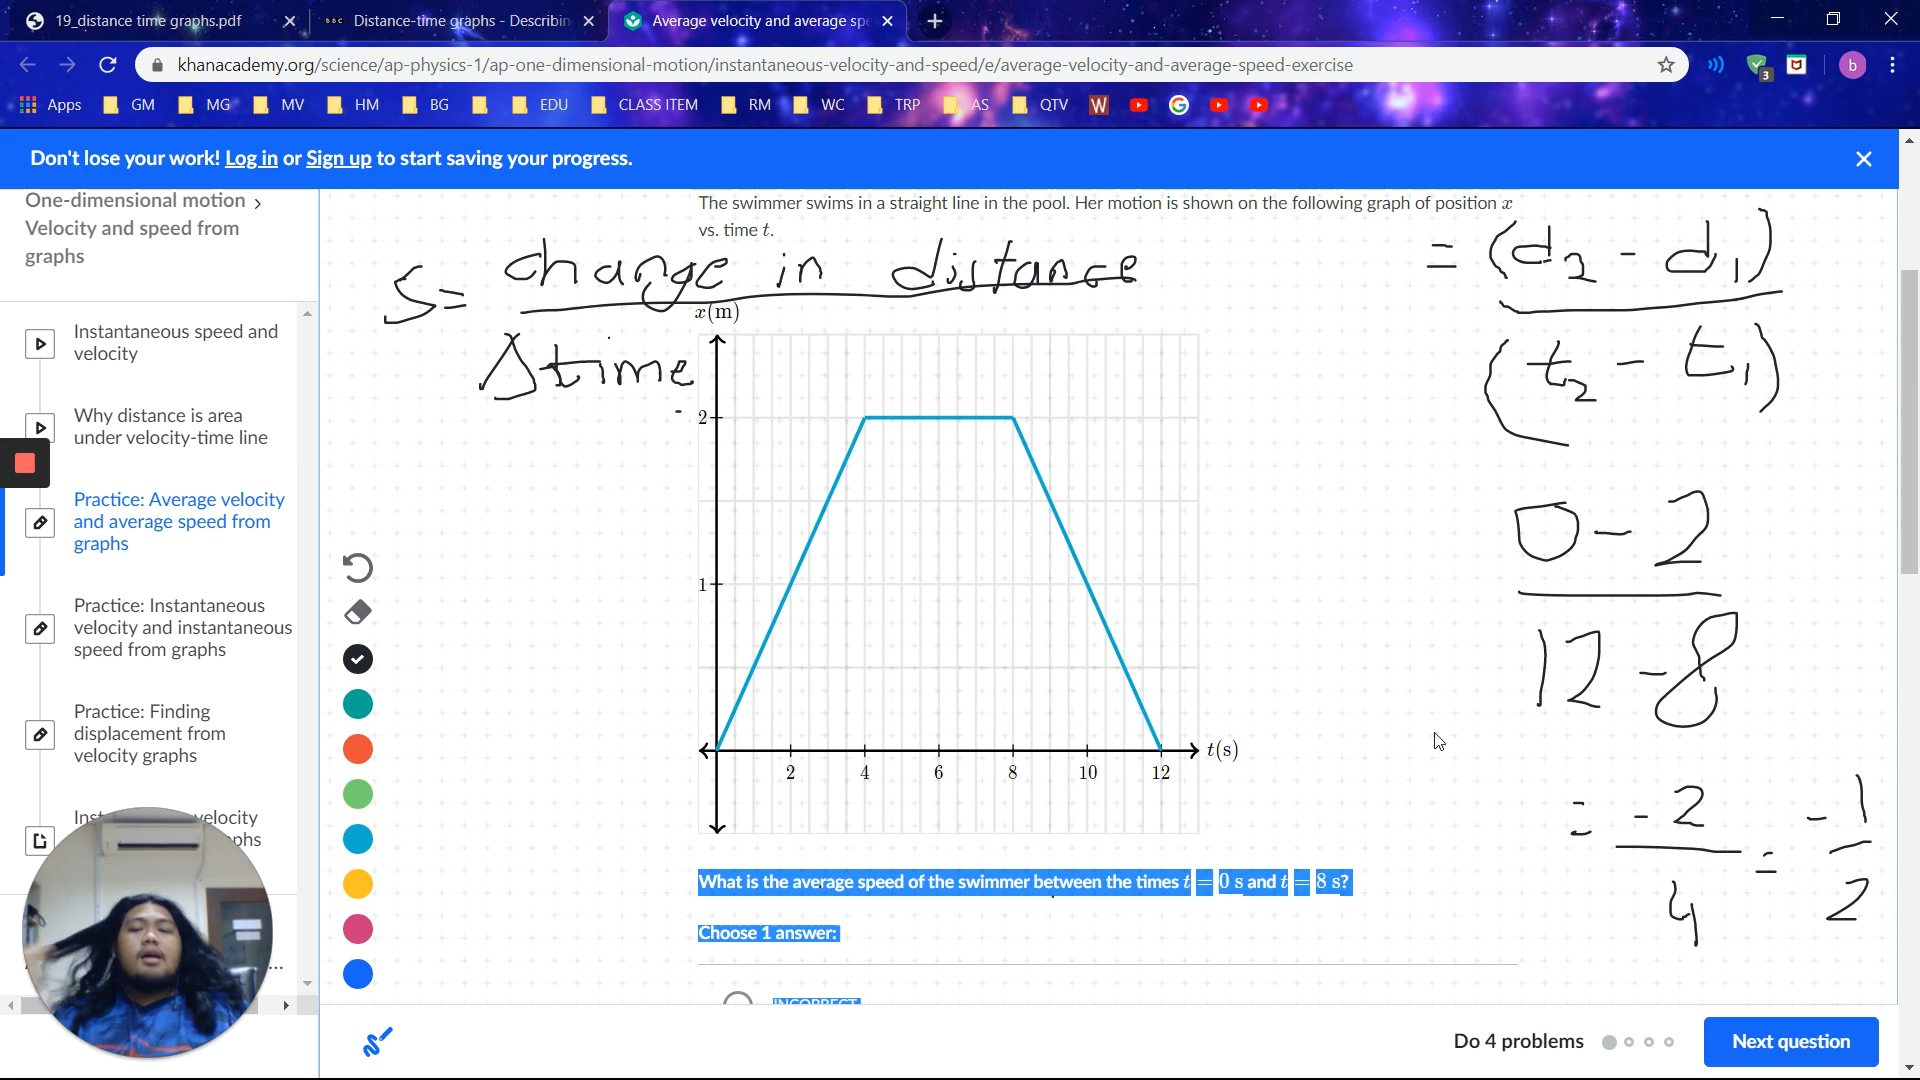 19_distance time graphs.pdf
BBC Distance-time graphs - Describin
Average velocity and average spe
khanacademy.org/science/ap-physics-1/ap-one-dimensional-motion/instantaneous-velocity-and-speed/e/average-velocity-and-average-speed-exercise
3
b
Apps GM MG MV HM BG EDU CLASS ITEM RM WC TRP AS QTV W G
Don't lose your work! Log in or Sign up to start saving your progress.
One-dimensional motion >
Velocity and speed from
graphs
Instantaneous speed and
velocity
Why distance is area
under velocity-time line
Practice: Average velocity
and average speed from
graphs
Practice: Instantaneous
velocity and instantaneous
speed from graphs
Practice: Finding
displacement from
velocity graphs
velocity
The swimmer swims in a straight line in the pool. Her motion is shown on the following graph of position x
vs. time t.
S= change in distance
Δtime
= (d2 - d1)
(t2 - t1)
0-2
12-8
= -2 = -1
4 2
x(m)
2
1
2 4 6 8 10 12
t(s)
What is the average speed of the swimmer between the times t = 0 s and t = 8 s?
Choose 1 answer:
INCORRECT
Do 4 problems
Next question